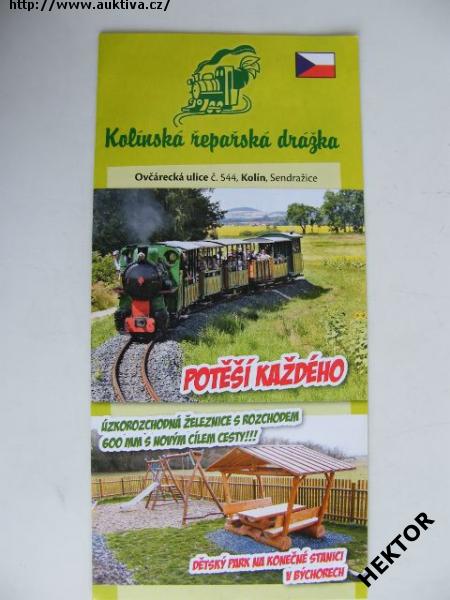 http://www.auktiva.cz/
Kolínská řepařská drážka
Ovčárecká ulice č. 544, Kolín, Sendražice
POTĚŠÍ KAŽDÉHO
ÚZKOROZCHODNÁ ŽELEZNICE S ROZCHODEM
600 MM S NOVÝM CÍLEM CESTY!!!
DĚTSKÝ PARK NA KONEČNÉ STANICI
V BÝCHORECH
HEKTOR